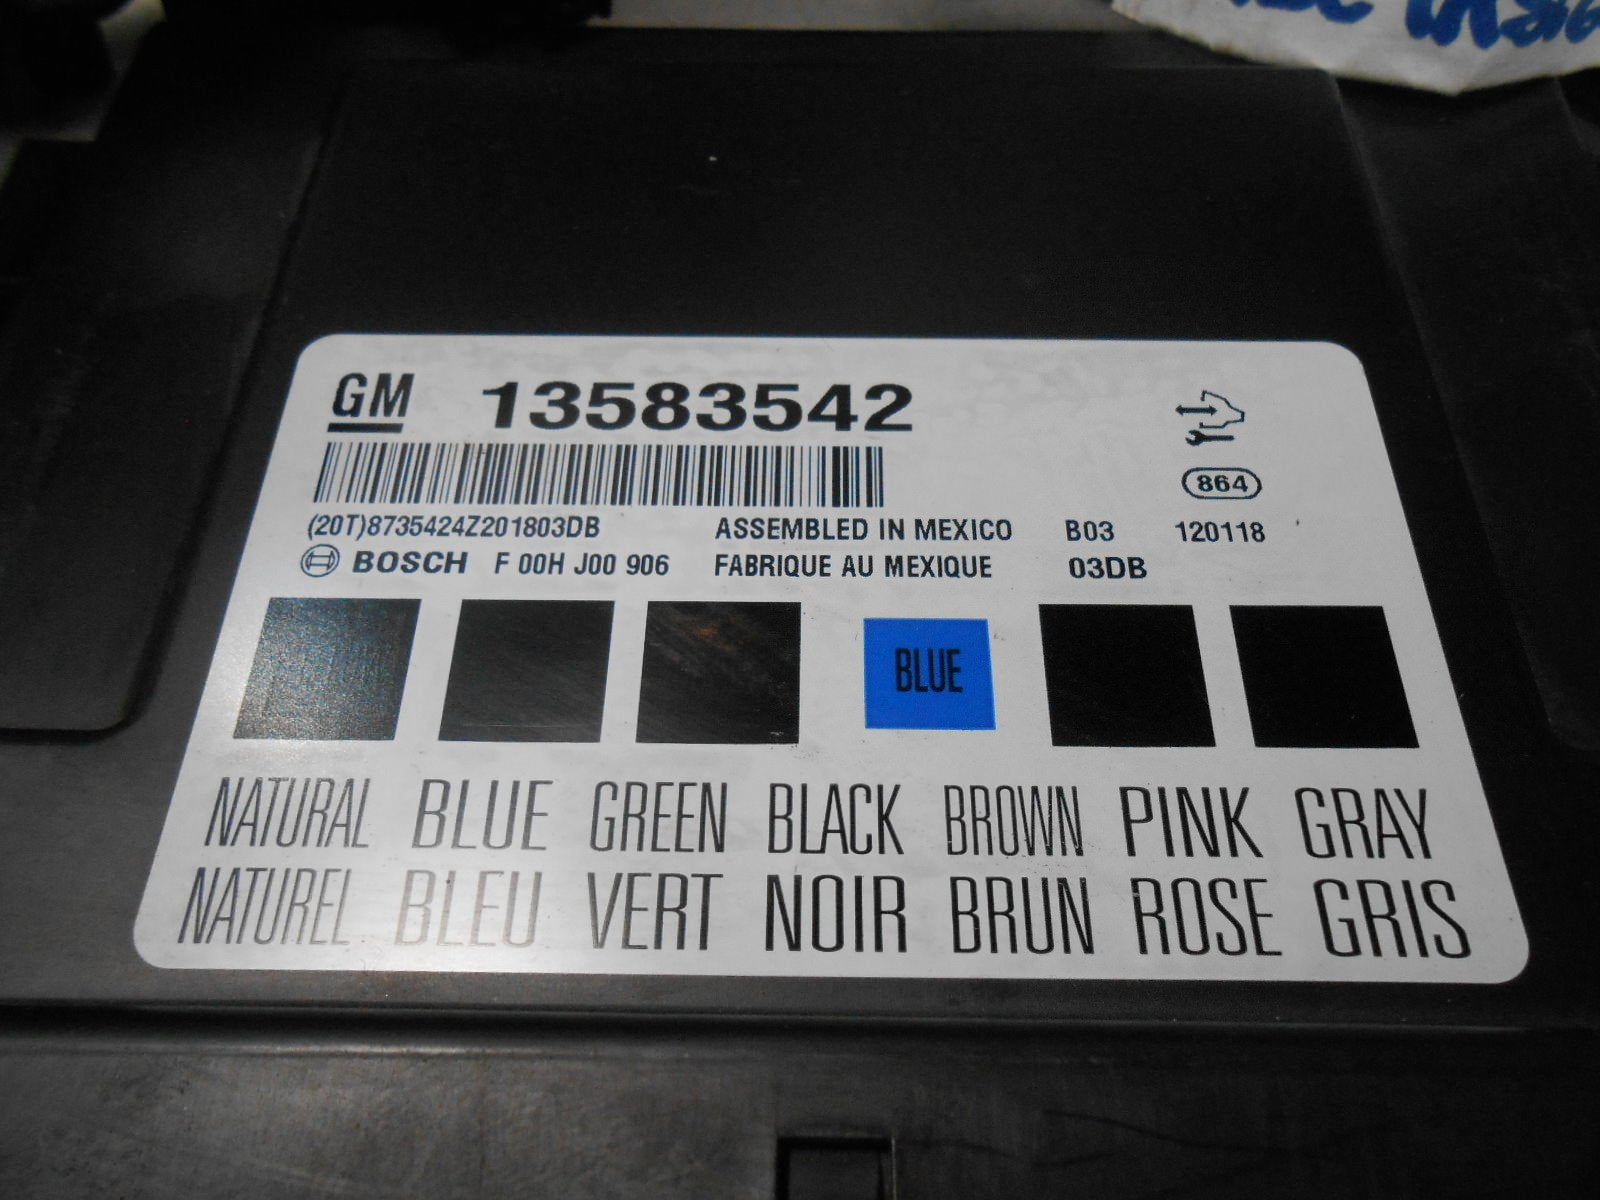 GM 13583542
864
(20T)8735424Z201803DB ASSEMBLED IN MEXICO B03 120118
BOSCH F 00H J00 906 FABRIQUE AU MEXIQUE 03DB
BLUE
NATURAL BLUE GREEN BLACK BROWN PINK GRAY
NATUREL BLEU VERT NOIR BRUN ROSE GRIS